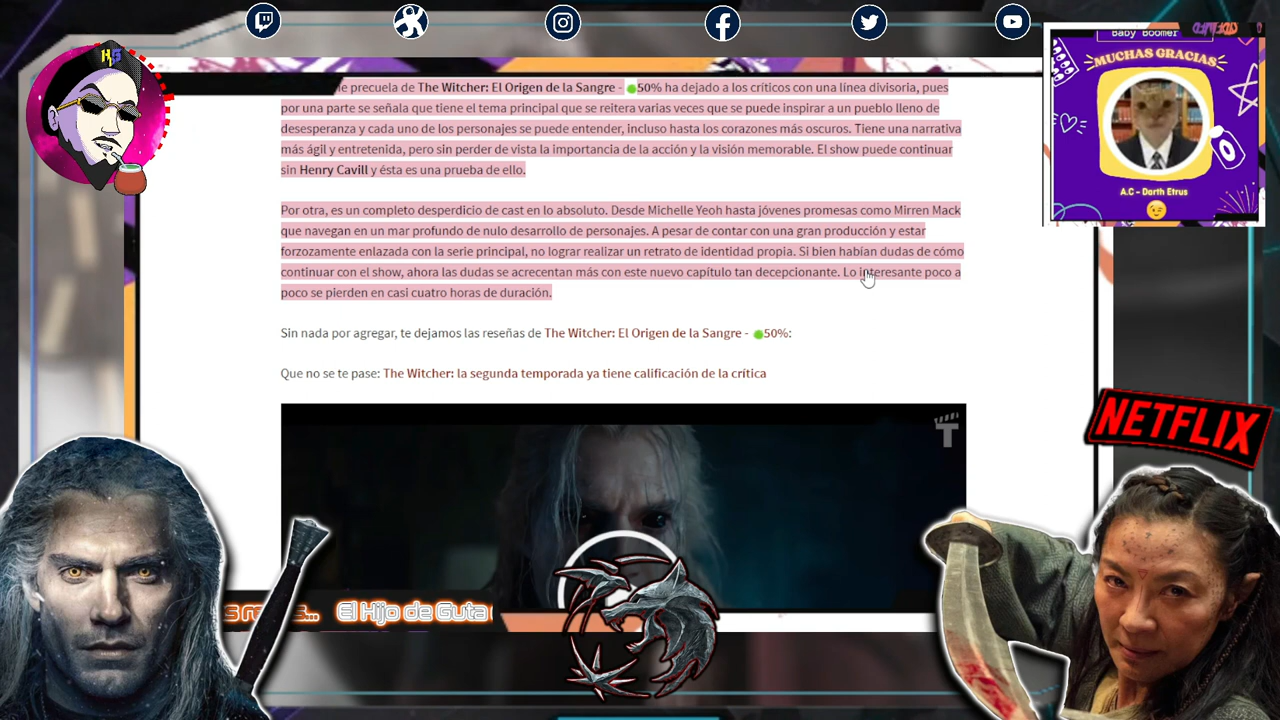 Baby Boomer
MUCHAS GRACIAS
A.C - Darth Etrus
KS
precuela de The Witcher: El Origen de la Sangre - 50% ha dejado a los críticos con una línea divisoria, pues
por una parte se señala que tiene el tema principal que se reitera varias veces que se puede inspirar a un pueblo lleno de
desesperanza y cada uno de los personajes se puede entender, incluso hasta los corazones más oscuros. Tiene una narrativa
más ágil y entretenida, pero sin perder de vista la importancia de la acción y la visión memorable. El show puede continuar
sin Henry Cavill y ésta es una prueba de ello.
Por otra, es un completo desperdicio de cast en lo absoluto. Desde Michelle Yeoh hasta jóvenes promesas como Mirren Mack
que navegan en un mar profundo de nulo desarrollo de personajes. A pesar de contar con una gran producción y estar
forzozamente enlazada con la serie principal, no lograr realizar un retrato de identidad propia. Si bien habían dudas de cómo
continuar con el show, ahora las dudas se acrecentan más con este nuevo capítulo tan decepcionante. Lo interesante poco a
poco se pierden en casi cuatro horas de duración.
Sin nada por agregar, te dejamos las reseñas de The Witcher: El Origen de la Sangre - 50%:
Que no se te pase: The Witcher: la segunda temporada ya tiene calificación de la crítica
T
NETFLIX
El Hijo de Guta